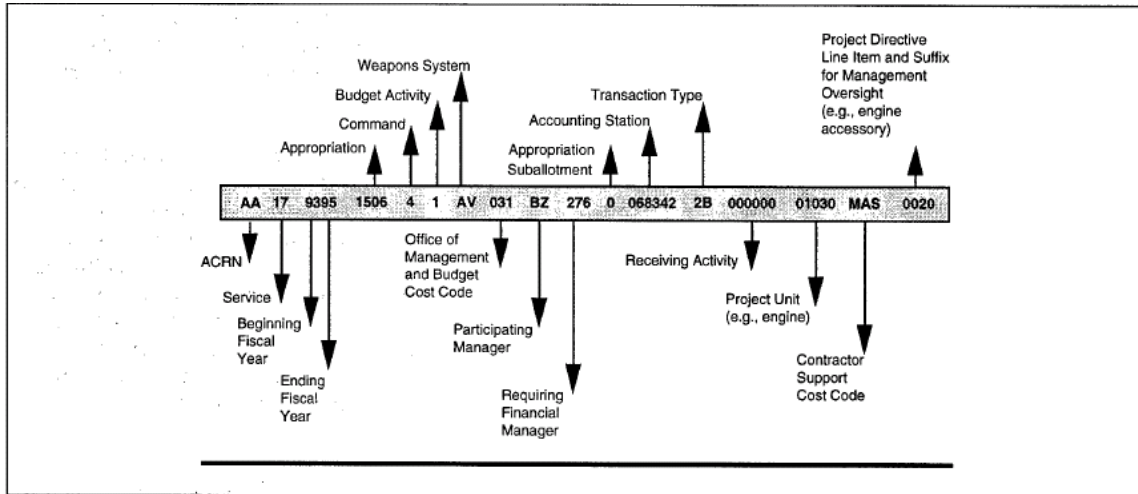 Project Directive
Line Item and Suffix
for Management
Oversight
(e.g., engine
accessory)
Weapons System
Budget Activity
Transaction Type
Command
Accounting Station
Appropriation
Appropriation
Suballotment
AA 17 9395 1506 4 1 AV 031 BZ 276 0 068342 2B 000000 01030 MAS 0020
ACRN
Office of
Management
and Budget
Cost Code
Receiving Activity
Service
Project Unit
(e.g., engine)
Beginning
Fiscal
Year
Participating
Manager
Contractor
Support
Cost Code
Ending
Fiscal
Year
Requiring
Financial
Manager